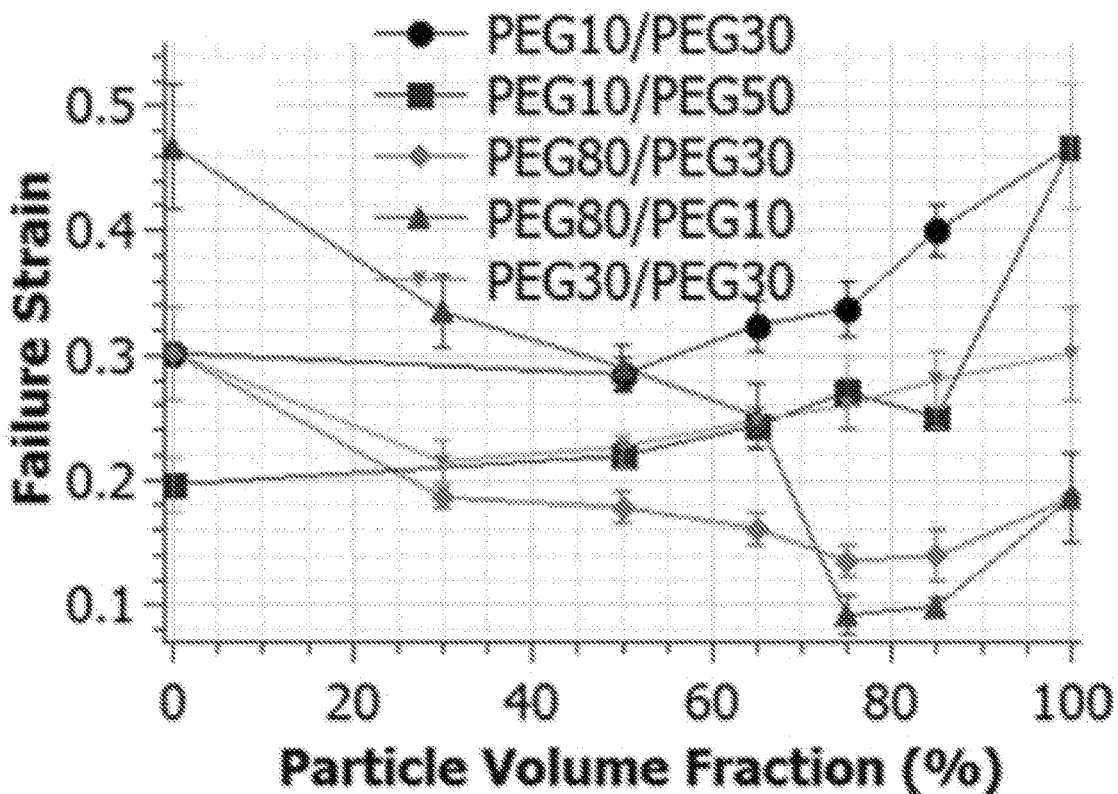 PEG10/PEG30
PEG10/PEG50
PEG80/PEG30
PEG80/PEG10
PEG30/PEG30
Failure Strain
0.5
0.4
0.3
0.2
0.1
0 20 40 60 80 100
Particle Volume Fraction (%)